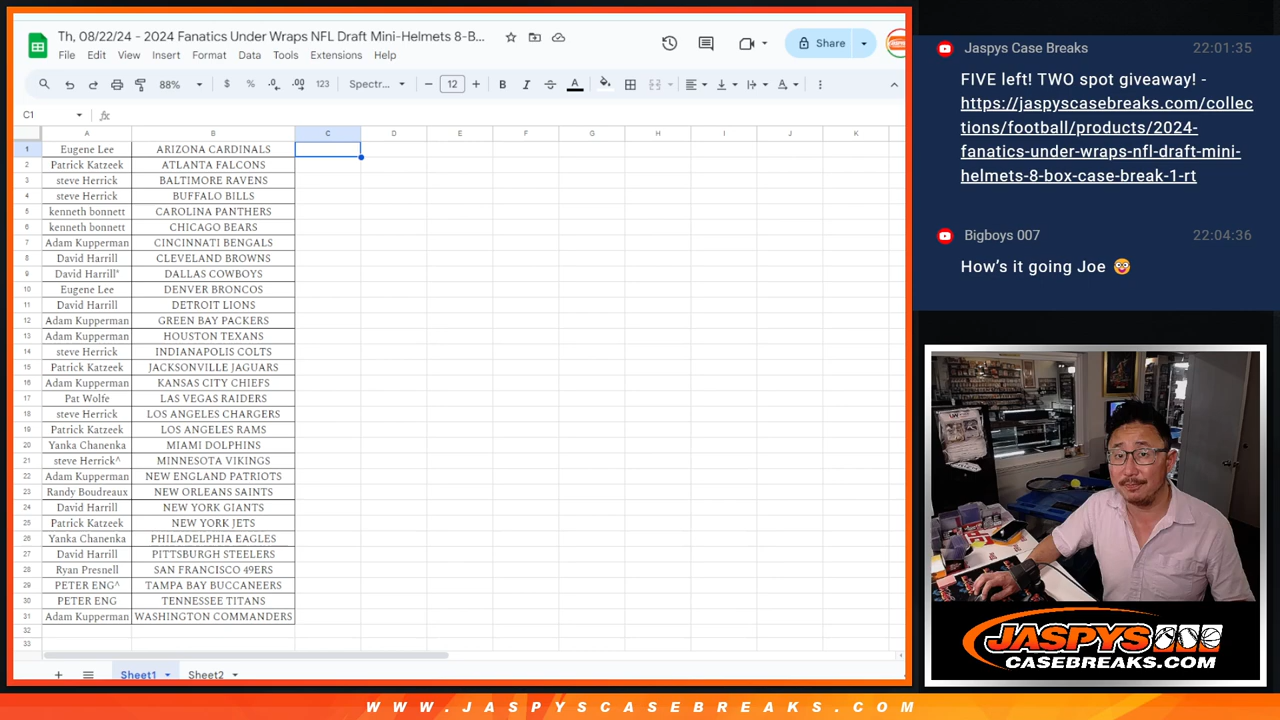 Th, 08/22/24 - 2024 Fanatics Under Wraps NFL Draft Mini-Helmets 8-B...
Share
File Edit View Insert Format Data Tools Extensions Help
88% $ % .0 .00 123 Spectr... 12 B I A
C1 fx
A B C D E F G H I J K
1 Eugene Lee ARIZONA CARDINALS
2 Patrick Katzeek ATLANTA FALCONS
3 steve Herrick BALTIMORE RAVENS
4 steve Herrick BUFFALO BILLS
5 kenneth bonnett CAROLINA PANTHERS
6 kenneth bonnett CHICAGO BEARS
7 Adam Kupperman CINCINNATI BENGALS
8 David Harrill CLEVELAND BROWNS
9 David Harrill* DALLAS COWBOYS
10 Eugene Lee DENVER BRONCOS
11 David Harrill DETROIT LIONS
12 Adam Kupperman GREEN BAY PACKERS
13 Adam Kupperman HOUSTON TEXANS
14 steve Herrick INDIANAPOLIS COLTS
15 Patrick Katzeek JACKSONVILLE JAGUARS
16 Adam Kupperman KANSAS CITY CHIEFS
17 Pat Wolfe LAS VEGAS RAIDERS
18 steve Herrick LOS ANGELES CHARGERS
19 Patrick Katzeek LOS ANGELES RAMS
20 Yanka Chanenka MIAMI DOLPHINS
21 steve Herrick^ MINNESOTA VIKINGS
22 Adam Kupperman NEW ENGLAND PATRIOTS
23 Randy Boudreaux NEW ORLEANS SAINTS
24 David Harrill NEW YORK GIANTS
25 Patrick Katzeek NEW YORK JETS
26 Yanka Chanenka PHILADELPHIA EAGLES
27 David Harrill PITTSBURGH STEELERS
28 Ryan Presnell SAN FRANCISCO 49ERS
29 PETER ENG^ TAMPA BAY BUCCANEERS
30 PETER ENG TENNESSEE TITANS
31 Adam Kupperman WASHINGTON COMMANDERS
32
33
Sheet1 Sheet2
Jaspys Case Breaks 22:01:35
FIVE left! TWO spot giveaway! -
https://jaspyscasebreaks.com/collec
tions/football/products/2024-
fanatics-under-wraps-nfl-draft-mini-
helmets-8-box-case-break-1-rt
Bigboys 007 22:04:36
How's it going Joe
JASPYS
CASEBREAKS.COM
WWW.JASPYSCASEBREAKS.COM